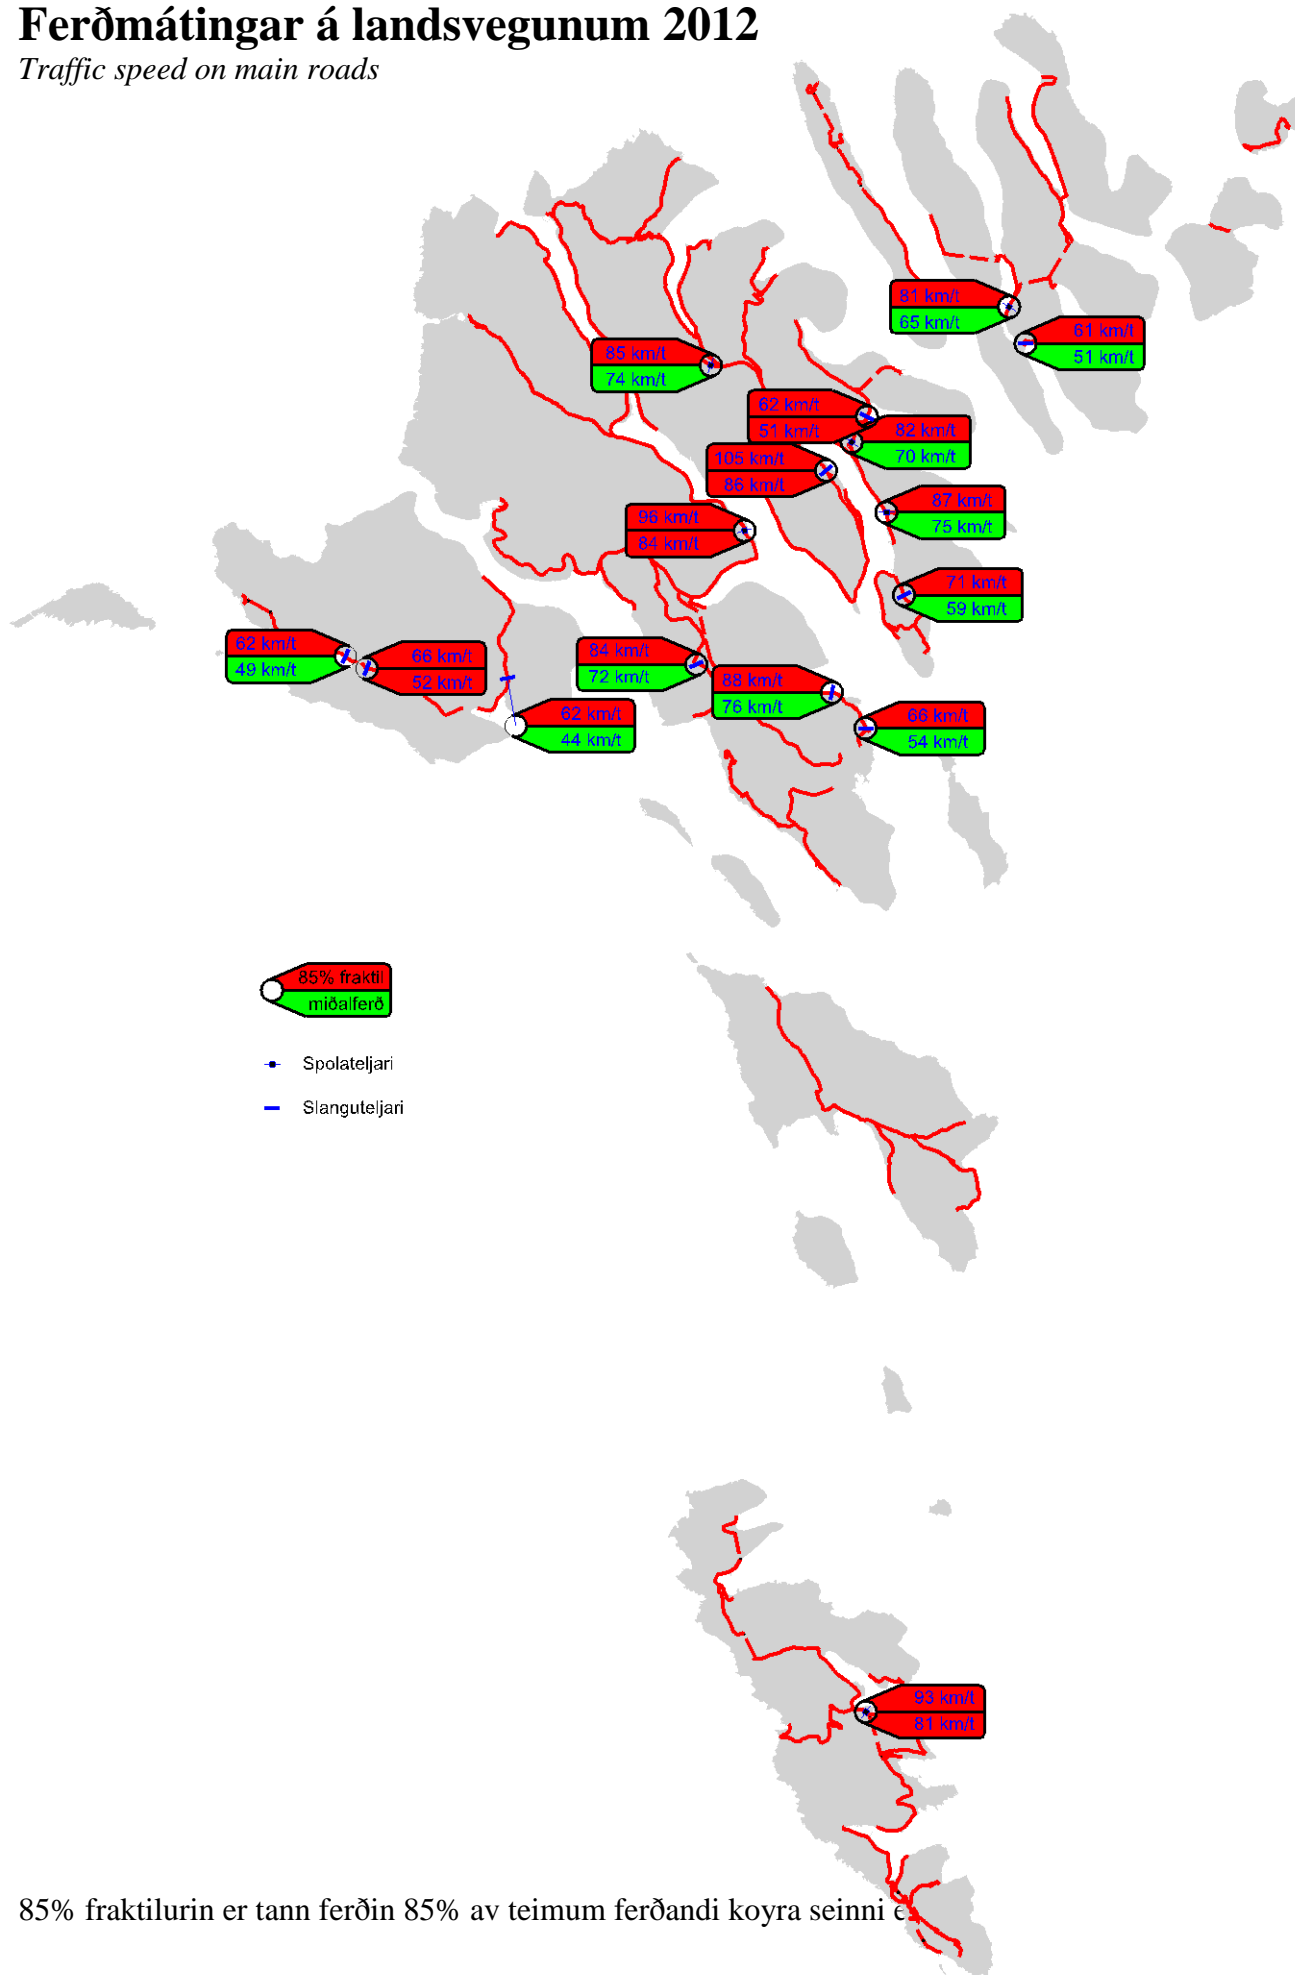 Ferðmátingar á landsvegunum 2012
Traffic speed on main roads
81 km/t
65 km/t
61 km/t
51 km/t
85 km/t
74 km/t
62 km/t
51 km/t
82 km/t
70 km/t
105 km/t
86 km/t
87 km/t
75 km/t
96 km/t
84 km/t
71 km/t
59 km/t
62 km/t
49 km/t
66 km/t
52 km/t
84 km/t
72 km/t
88 km/t
76 km/t
62 km/t
44 km/t
66 km/t
54 km/t
85% fraktil
miðalferð
Spolateljari
Slanguteljari
93 km/t
81 km/t
85% fraktilurin er tann ferðin 85% av teimum ferðandi koyra seinni